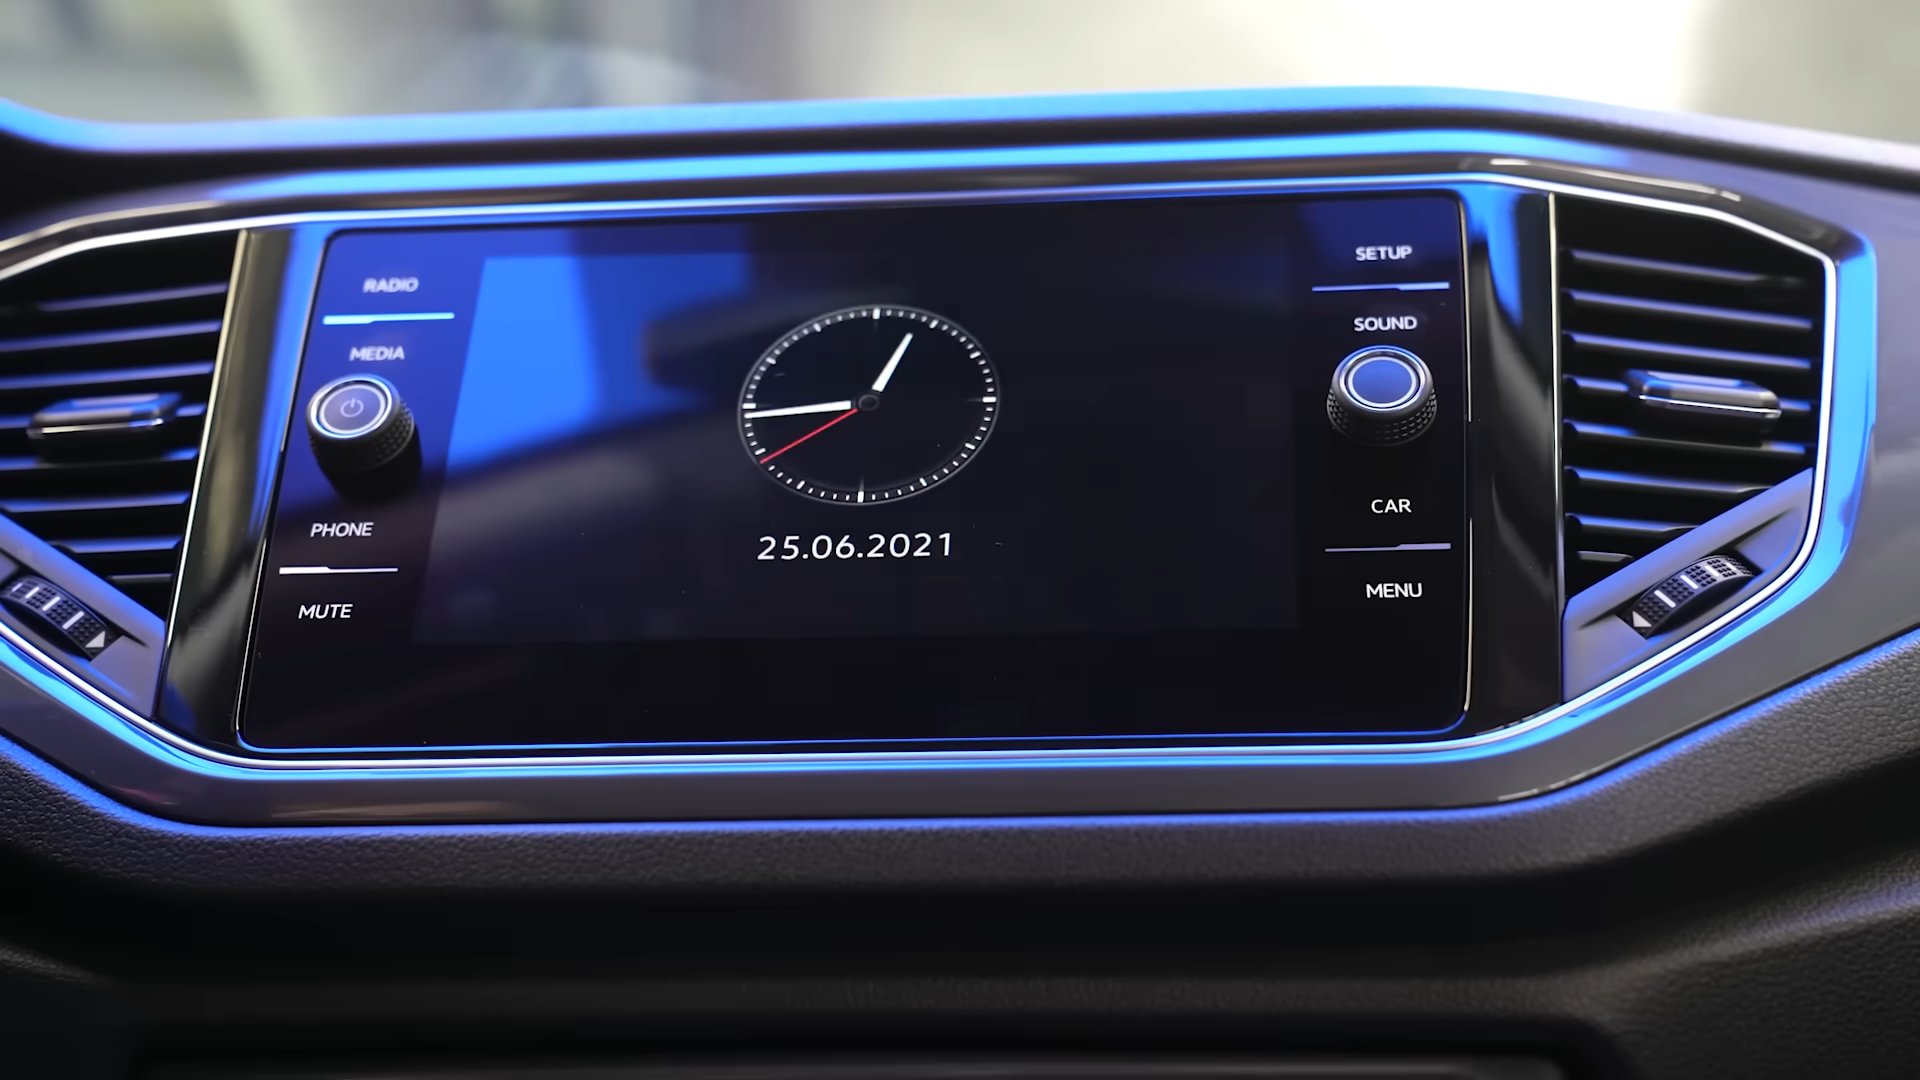 RADIO
MEDIA
PHONE
MUTE
25.06.2021
SETUP
SOUND
CAR
MENU